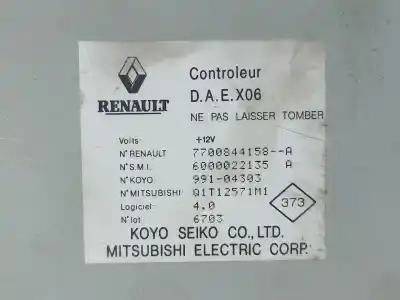 RENAULT
Controleur
D.A.E.X06
NE PAS LAISSER TOMBER
Volts +12V
N° RENAULT 7700844158--A
N° S.M.I. 6000022135 A
N° KOYO 991-04303
N° MITSUBISHI Q1T12571M1
Logiciel 4.0
N° lot 6703
373
KOYO SEIKO CO.,LTD.
MITSUBISHI ELECTRIC CORP.